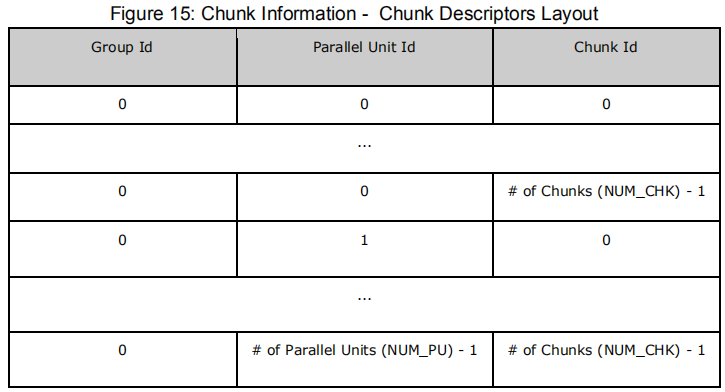 Figure 15: Chunk Information - Chunk Descriptors Layout
Group Id Parallel Unit Id Chunk Id
0 0 0
...
0 0 # of Chunks (NUM_CHK) - 1
0 1 0
...
0 # of Parallel Units (NUM_PU) - 1 # of Chunks (NUM_CHK) - 1